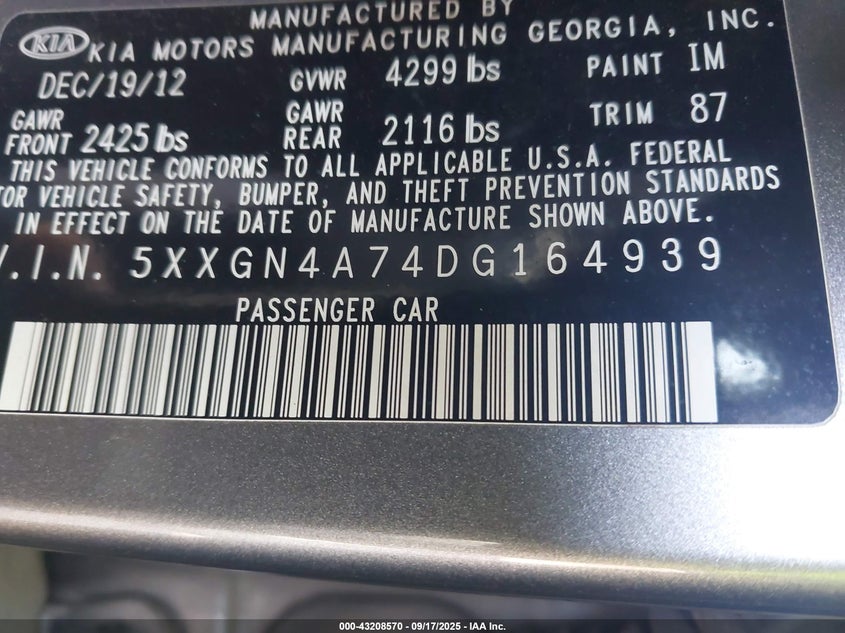 MANUFACTURED BY
KIA KIA MOTORS MANUFACTURING GEORGIA, INC.
DEC/19/12 GVWR 4299 lbs PAINT IM
GAWR FRONT 2425 lbs GAWR REAR 2116 lbs TRIM 87
THIS VEHICLE CONFORMS TO ALL APPLICABLE U.S.A. FEDERAL
TOR VEHICLE SAFETY, BUMPER, AND THEFT PREVENTION STANDARDS
IN EFFECT ON THE DATE OF MANUFACTURE SHOWN ABOVE.
V.I.N. 5XXGN4A74DG164939
PASSENGER CAR
000-43208570 - 09/17/2025 - IAA Inc.